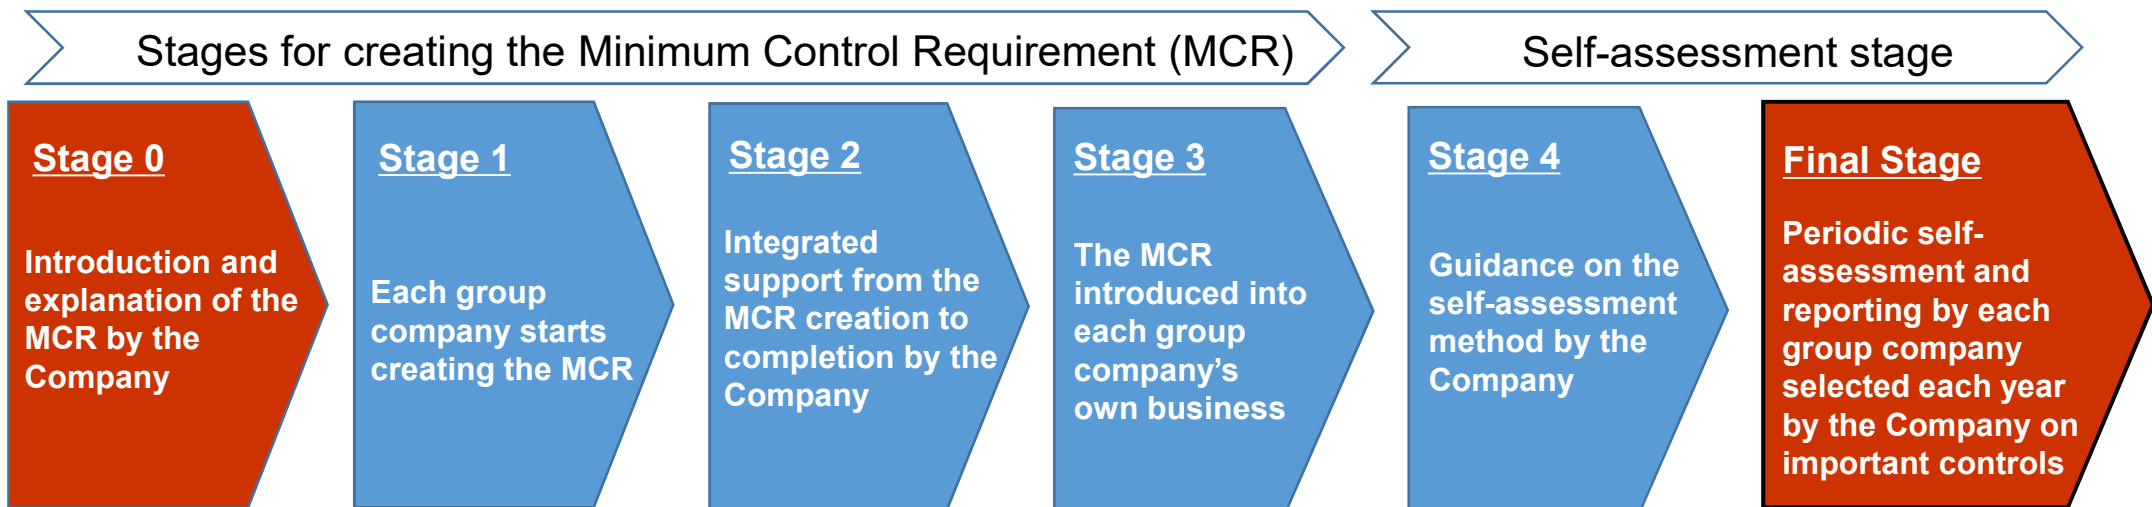 Stages for creating the Minimum Control Requirement (MCR)
Self-assessment stage
Stage 0
Introduction and
explanation of the
MCR by the
Company
Stage 1
Each group
company starts
creating the MCR
Stage 2
Integrated
support from the
MCR creation to
completion by the
Company
Stage 3
The MCR
introduced into
each group
company’s
own business
Stage 4
Guidance on the
self-assessment
method by the
Company
Final Stage
Periodic self-
assessment and
reporting by each
group company
selected each year
by the Company on
important controls